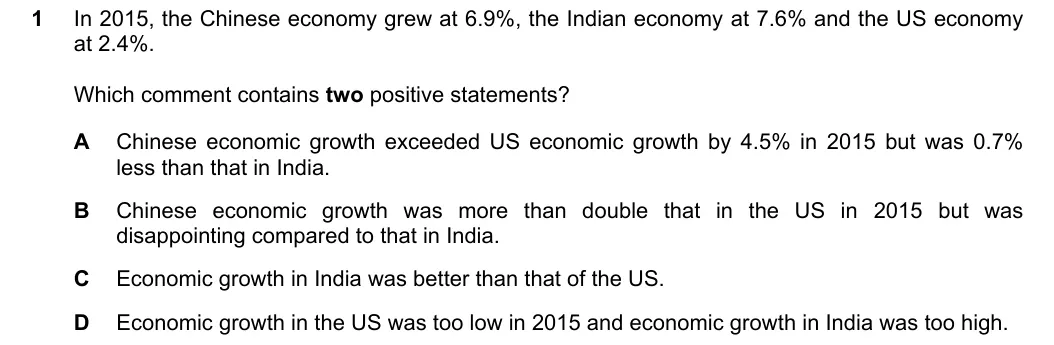 1 In 2015, the Chinese economy grew at 6.9%, the Indian economy at 7.6% and the US economy
at 2.4%.
Which comment contains two positive statements?
A Chinese economic growth exceeded US economic growth by 4.5% in 2015 but was 0.7%
less than that in India.
B Chinese economic growth was more than double that in the US in 2015 but was
disappointing compared to that in India.
C Economic growth in India was better than that of the US.
D Economic growth in the US was too low in 2015 and economic growth in India was too high.